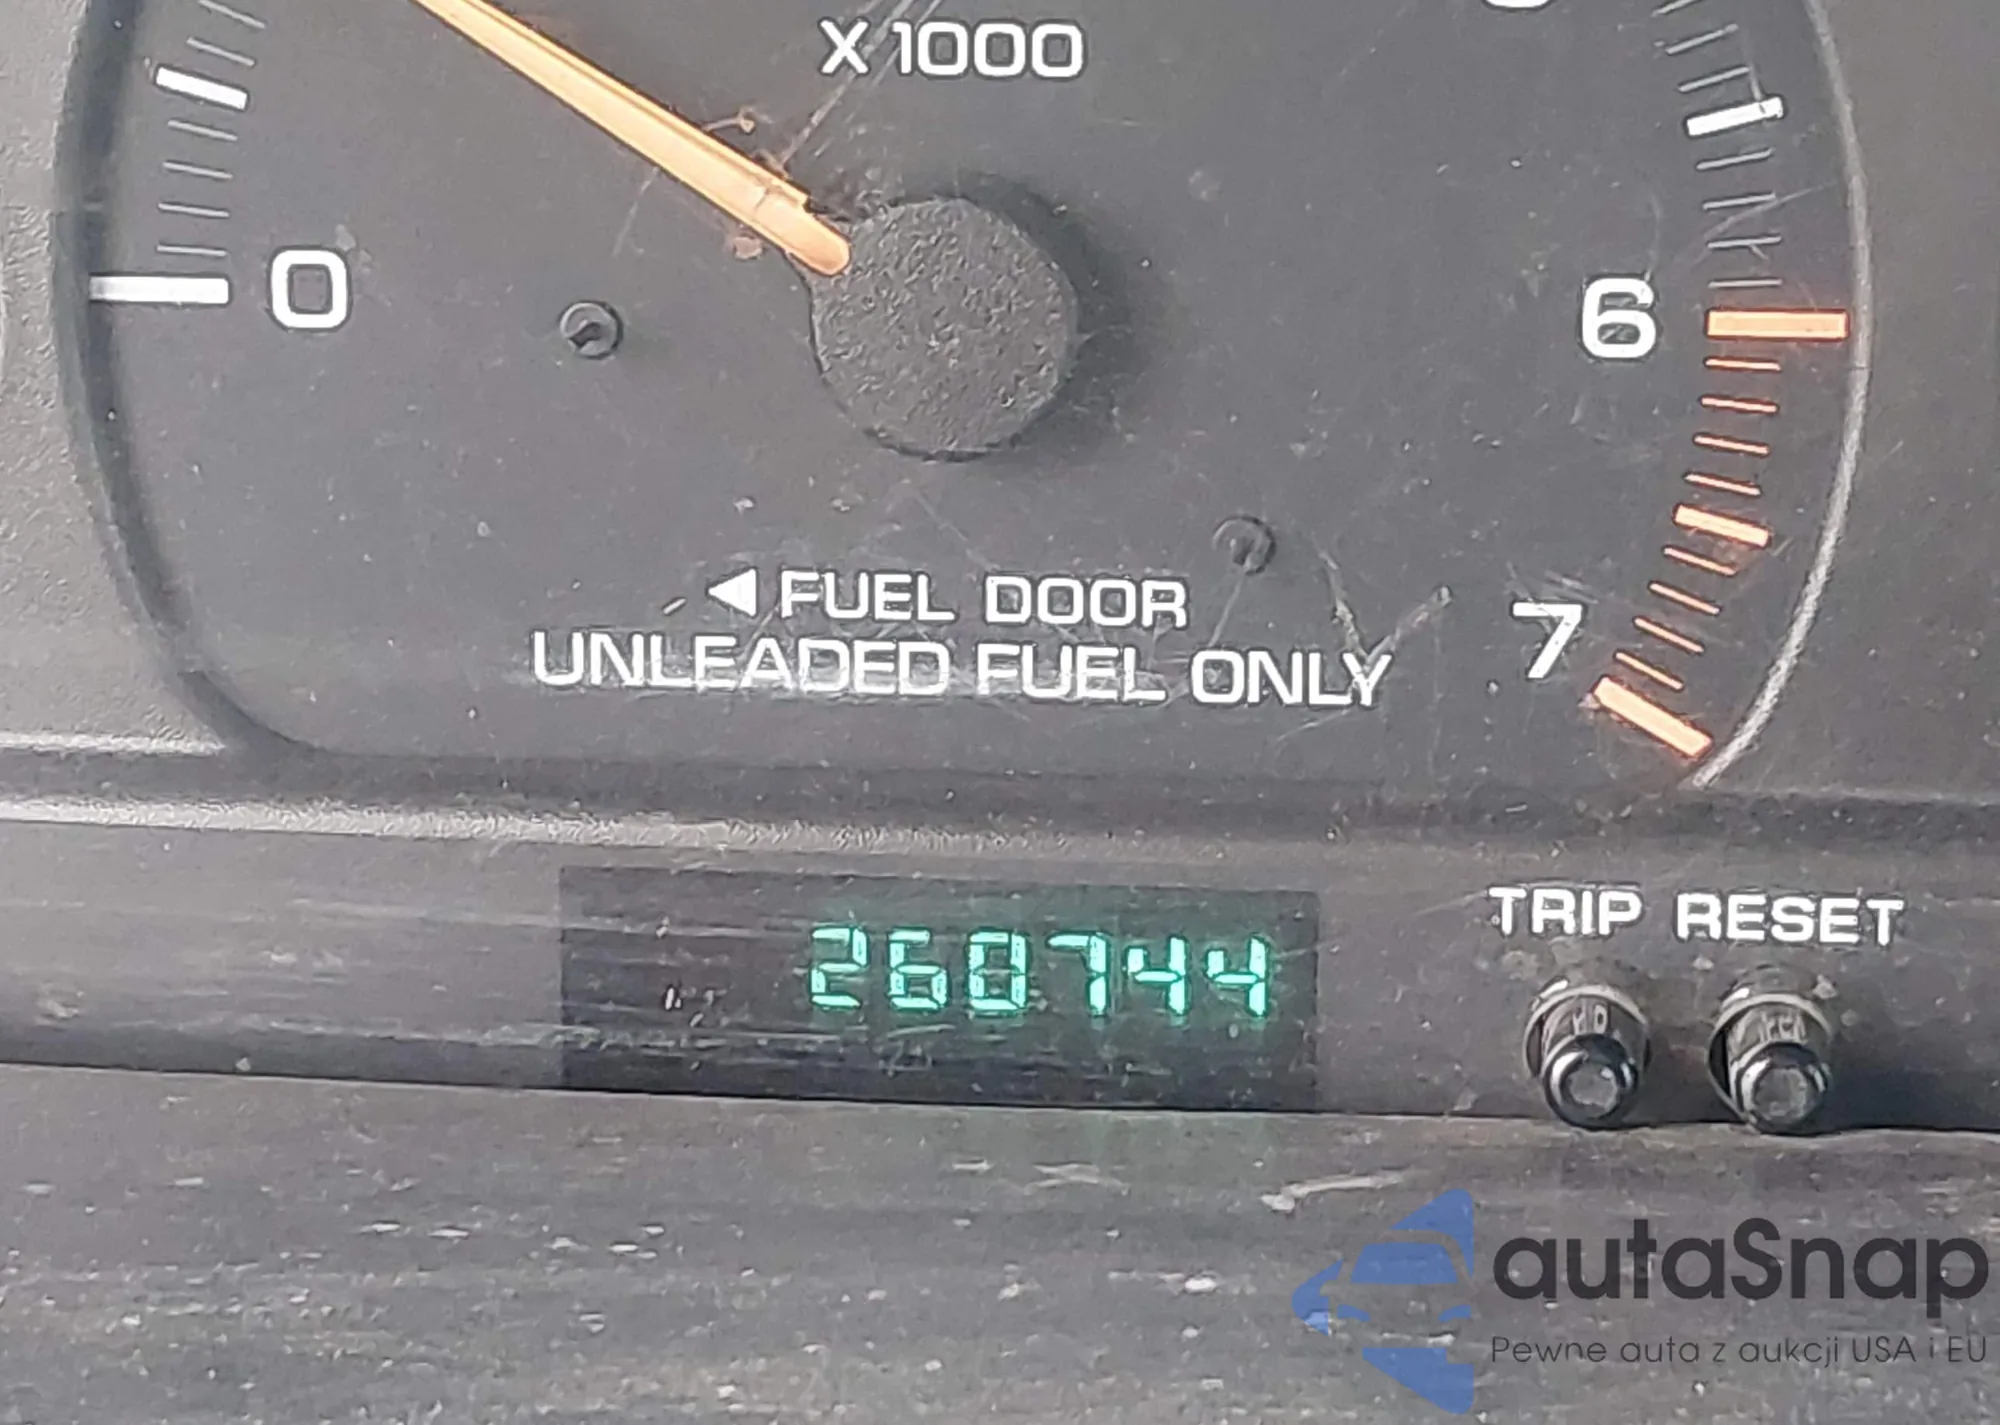 X 1000
0
6
7
◀ FUEL DOOR
UNLEADED FUEL ONLY
260744
TRIP RESET
autaSnap
Pewne auta z aukcji USA i EU